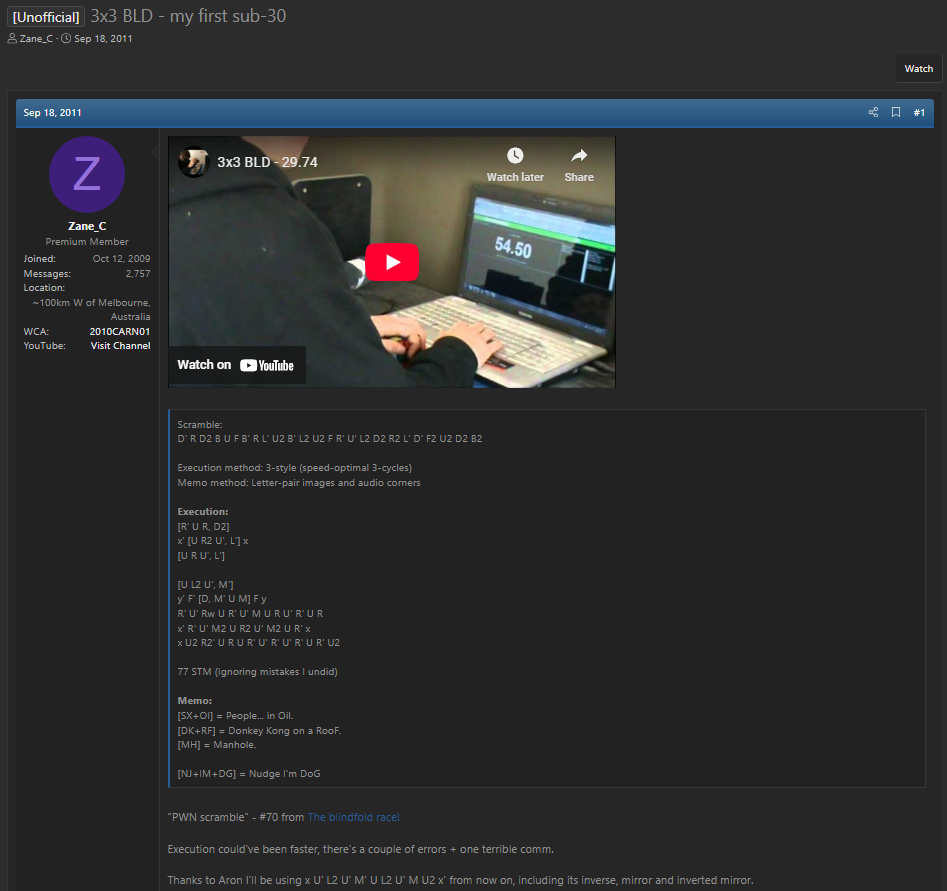 [Unofficial] 3x3 BLD - my first sub-30
Zane_C · Sep 18, 2011
Watch
Sep 18, 2011
#1
Z
Zane_C
Premium Member
Joined: Oct 12, 2009
Messages: 2,757
Location:
~100km W of Melbourne,
Australia
WCA: 2010CARN01
YouTube: Visit Channel
3x3 BLD - 29.74
Watch later
Share
54.50
Watch on YouTube
Scramble:
D' R D2 B U F B' R L' U2 B' L2 U2 F R' U' L2 D2 R2 L' D' F2 U2 D2 B2
Execution method: 3-style (speed-optimal 3-cycles)
Memo method: Letter-pair images and audio corners
Execution:
[R' U R, D2]
x' [U R2 U', L'] x
[U R U', L']
[U L2 U', M']
y' F' [D, M' U M] F y
R' U' Rw U R' U' M U R U' R' U R
x' R' U' M2 U R2 U' M2 U R' x
x U2 R2' U R U R' U' R' U' R' U R' U2
77 STM (Ignoring mistakes I undid)
Memo:
[SX+OI] = People... in Oil.
[DK+RF] = Donkey Kong on a RooF.
[MH] = Manhole.
[NJ+IM+DG] = Nudge I'm DoG
"PWN scramble" - #70 from The blindfold race!
Execution could've been faster, there's a couple of errors + one terrible comm.
Thanks to Aron I'll be using x U' L2 U' M' U L2 U' M U2 x' from now on, including its inverse, mirror and inverted mirror.